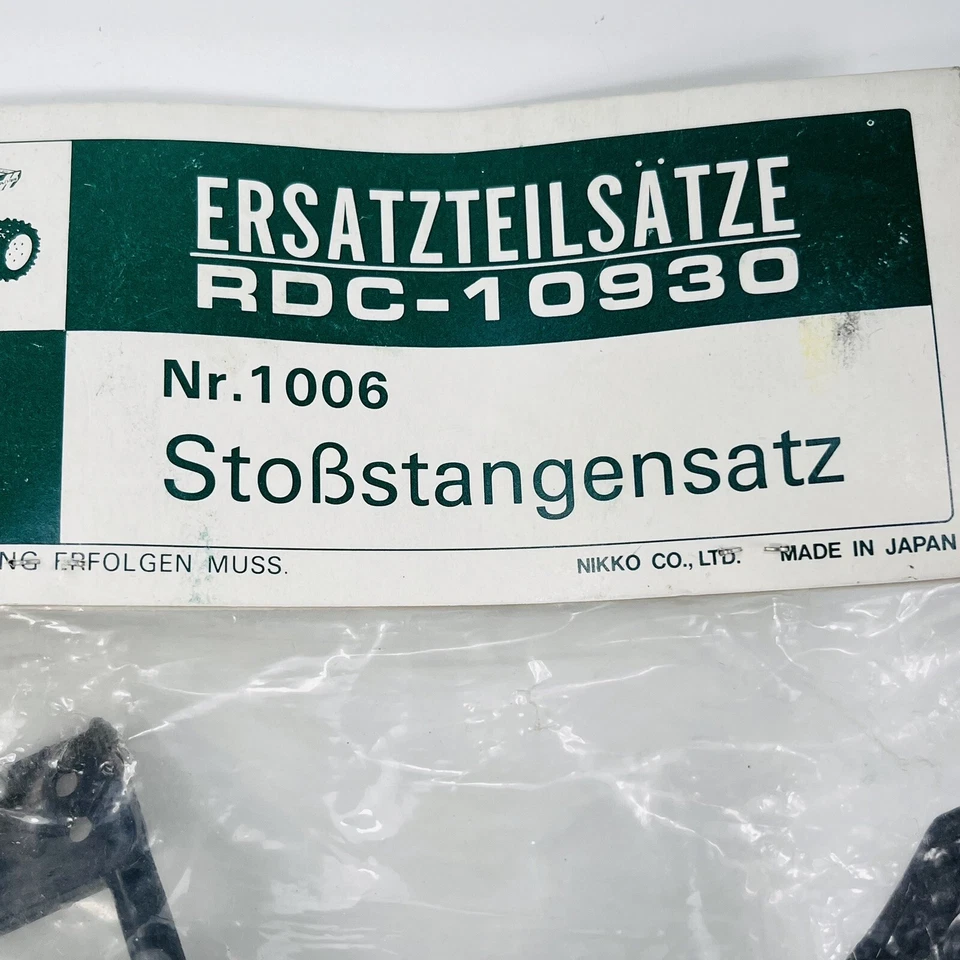 ERSATZTEILSÄTZE
RDC-10930
Nr.1006
Stoßstangensatz
ERFOLGEN MUSS.
NIKKO CO., LTD. MADE IN JAPAN